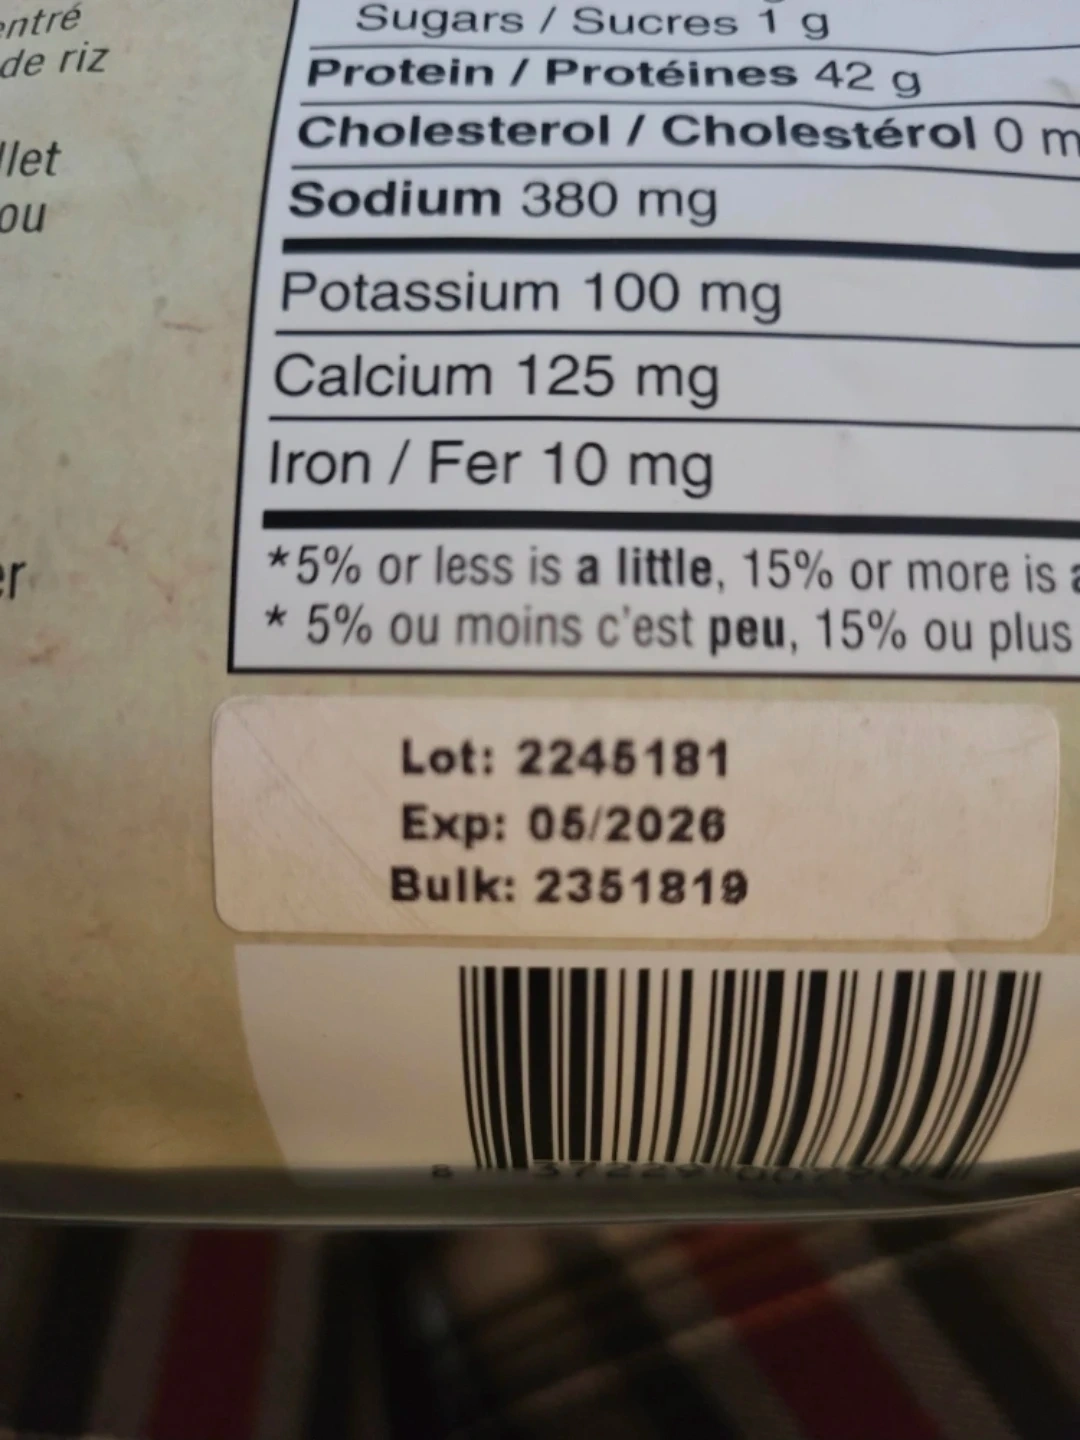 entré
de riz
llet
ou
er
Sugars / Sucres 1 g
Protein / Protéines 42 g
Cholesterol / Cholestérol 0 m
Sodium 380 mg
Potassium 100 mg
Calcium 125 mg
Iron / Fer 10 mg
*5% or less is a little, 15% or more is a
* 5% ou moins c'est peu, 15% ou plus
Lot: 2245181
Exp: 05/2026
Bulk: 2351819